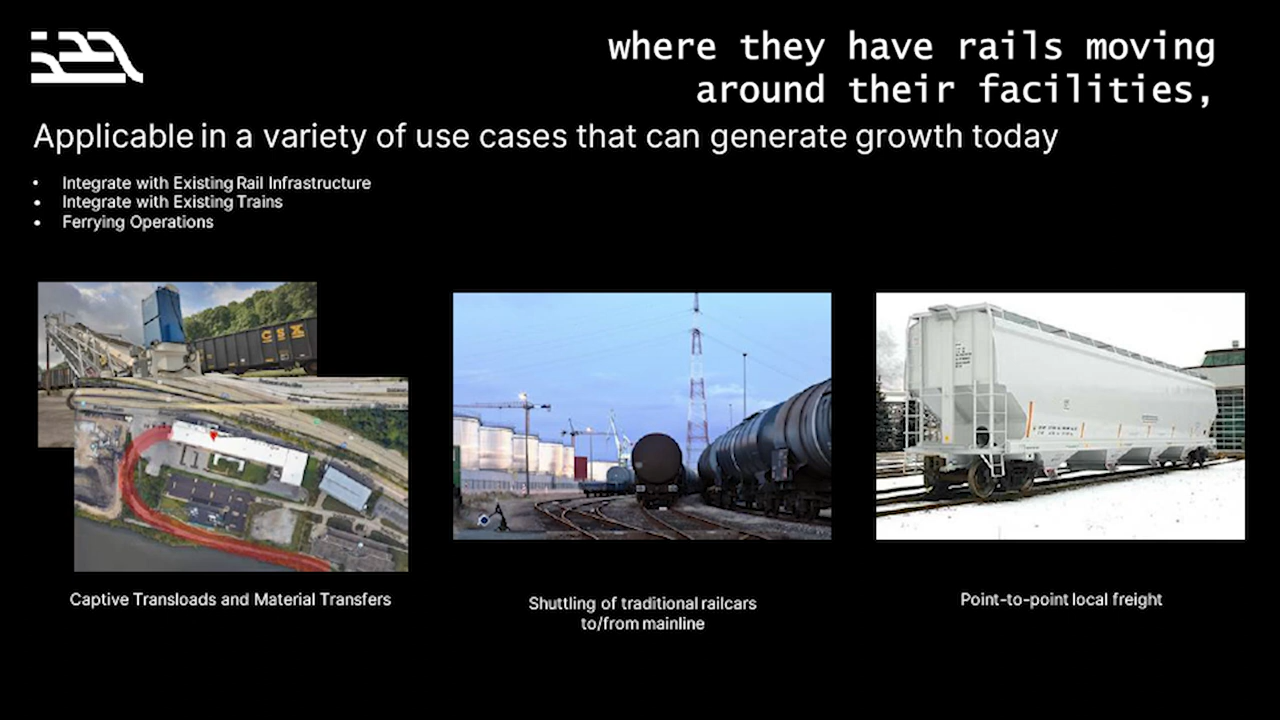 where they have rails moving
around their facilities,
Applicable in a variety of use cases that can generate growth today
• Integrate with Existing Rail Infrastructure
• Integrate with Existing Trains
• Ferrying Operations
CSX
Captive Transloads and Material Transfers
Shuttling of traditional railcars
to/from mainline
Point-to-point local freight